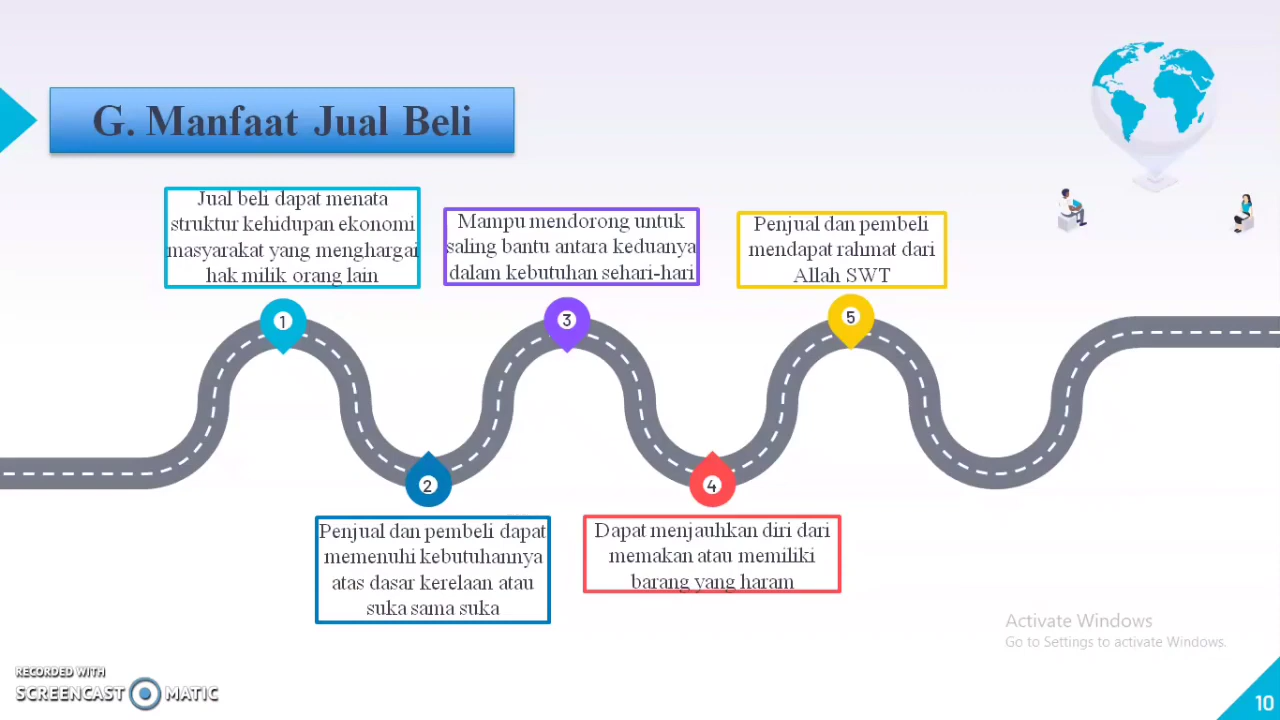 G. Manfaat Jual Beli
Jual beli dapat menata
struktur kehidupan ekonomi
masyarakat yang menghargai
hak milik orang lain
1
Penjual dan pembeli dapat
memenuhi kebutuhannya
atas dasar kerelaan atau
suka sama suka
2
Mampu mendorong untuk
saling bantu antara keduanya
dalam kebutuhan sehari-hari
3
Dapat menjauhkan diri dari
memakan atau memiliki
barang yang haram
4
Penjual dan pembeli
mendapat rahmat dari
Allah SWT
5
Activate Windows
Go to Settings to activate Windows.
RECORDED WITH
SCREENCAST MATIC
10